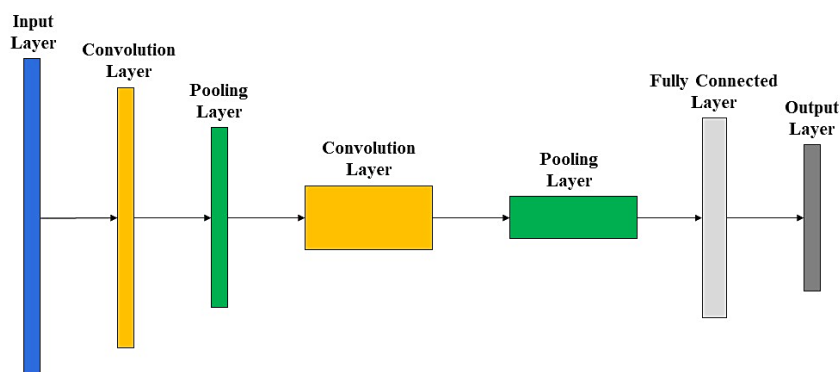 Input
Layer
Convolution
Layer
Pooling
Layer
Convolution
Layer
Pooling
Layer
Fully Connected
Layer
Output
Layer